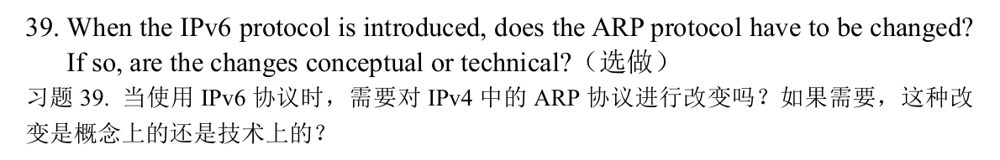 39. When the IPv6 protocol is introduced, does the ARP protocol have to be changed?
If so, are the changes conceptual or technical?（选做）
习题 39. 当使用 IPv6 协议时，需要对 IPv4 中的 ARP 协议进行改变吗？如果需要，这种改
变是概念上的还是技术上的？